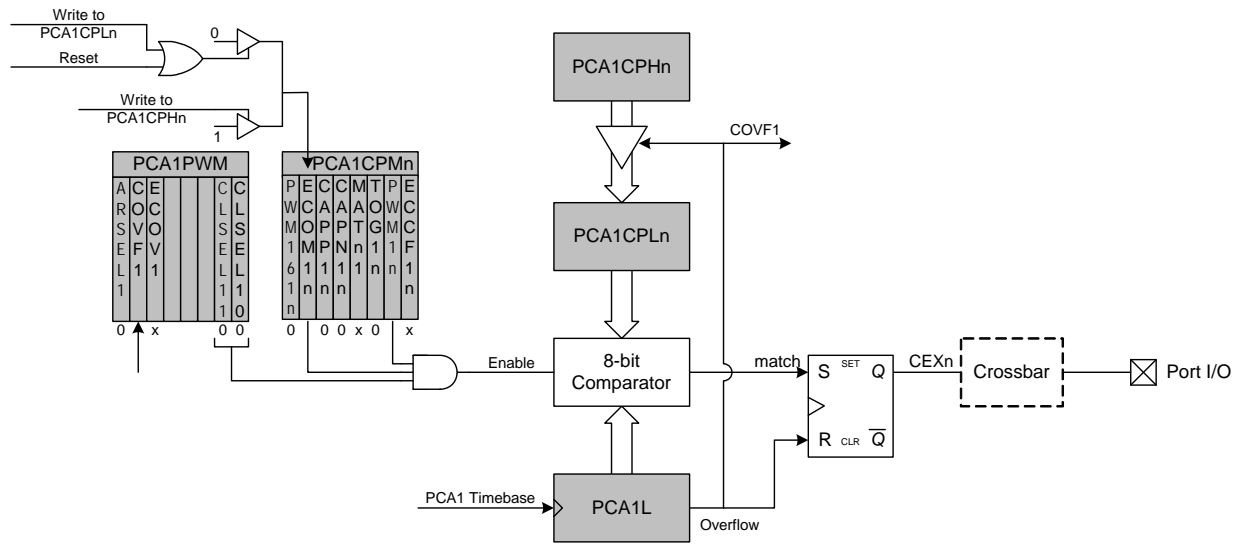 Write to
PCA1CPLn
Reset
0
Write to
PCA1CPHn
1
PCA1CPHn
COVF1
PCA1PWM
ARSEL1
COVF1
ECOV1
CLSEL11
CLSEL10
0
x
0
0
PCA1CPMn
PWM161n
ECOM1n
CAPP1n
CAPN1n
MATn1
TOG1n
PWM1n
ECCF1n
0
0
0
x
0
x
PCA1CPLn
Enable
8-bit
Comparator
match
S
SET
Q
R
CLR
Q
CEXn
Crossbar
Port I/O
PCA1 Timebase
PCA1L
Overflow